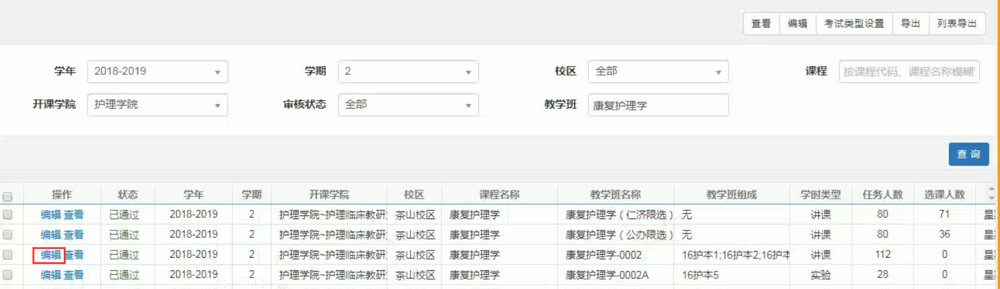 查看 编辑 考试类型设置 导出 列表导出
学年 2018-2019 学期 2 校区 全部 课程 按课程代码、课程名称模糊
开课学院 护理学院 审核状态 全部 教学班 康复护理学
查 询
操作 状态 学年 学期 开课学院 校区 课程名称 教学班名称 教学班组成 学时类型 任务人数 选课人数
编辑 查看 已通过 2018-2019 2 护理学院~护理临床教研 茶山校区 康复护理学 康复护理学（仁济限选） 无 讲课 80 71 星
编辑 查看 已通过 2018-2019 2 护理学院~护理临床教研 茶山校区 康复护理学 康复护理学（公办限选） 无 讲课 80 36 星
编辑 查看 已通过 2018-2019 2 护理学院~护理临床教研 茶山校区 康复护理学 康复护理学-0002 16护本1;16护本2;16护本 讲课 112 0 星
编辑 查看 已通过 2018-2019 2 护理学院~护理临床教研 茶山校区 康复护理学 康复护理学-0002A 16护本5 实验 28 0 星